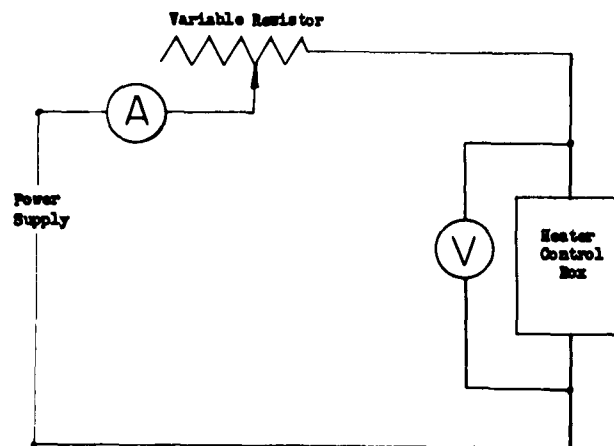 Variable Resistor
A
Power
Supply
V
Heater
Control
Box